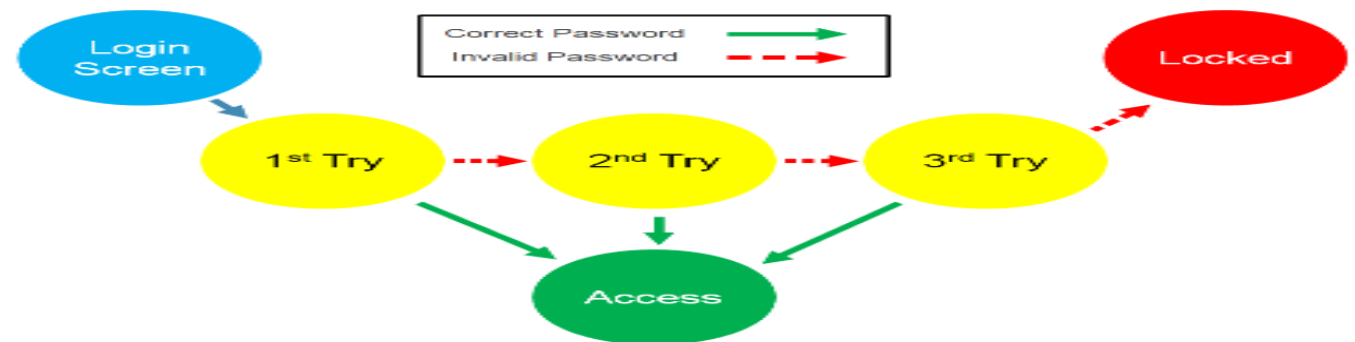 Login
Screen
Correct Password
Invalid Password
Locked
1st Try
2nd Try
3rd Try
Access